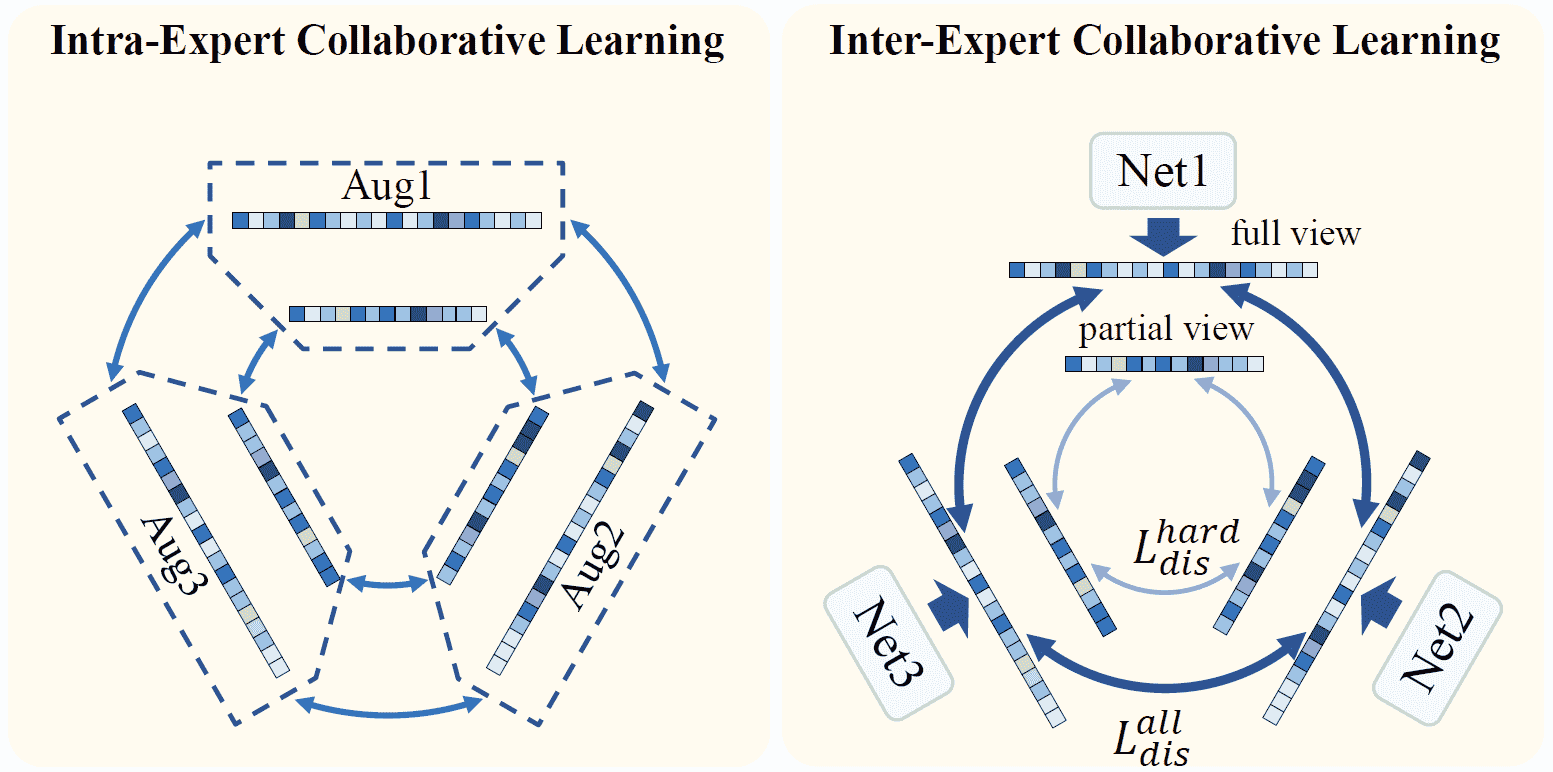 Intra-Expert Collaborative Learning
Aug1
Aug3
Aug2
Inter-Expert Collaborative Learning
Net1
full view
partial view
L_{dis}^{hard}
Net3
Net2
L_{dis}^{all}